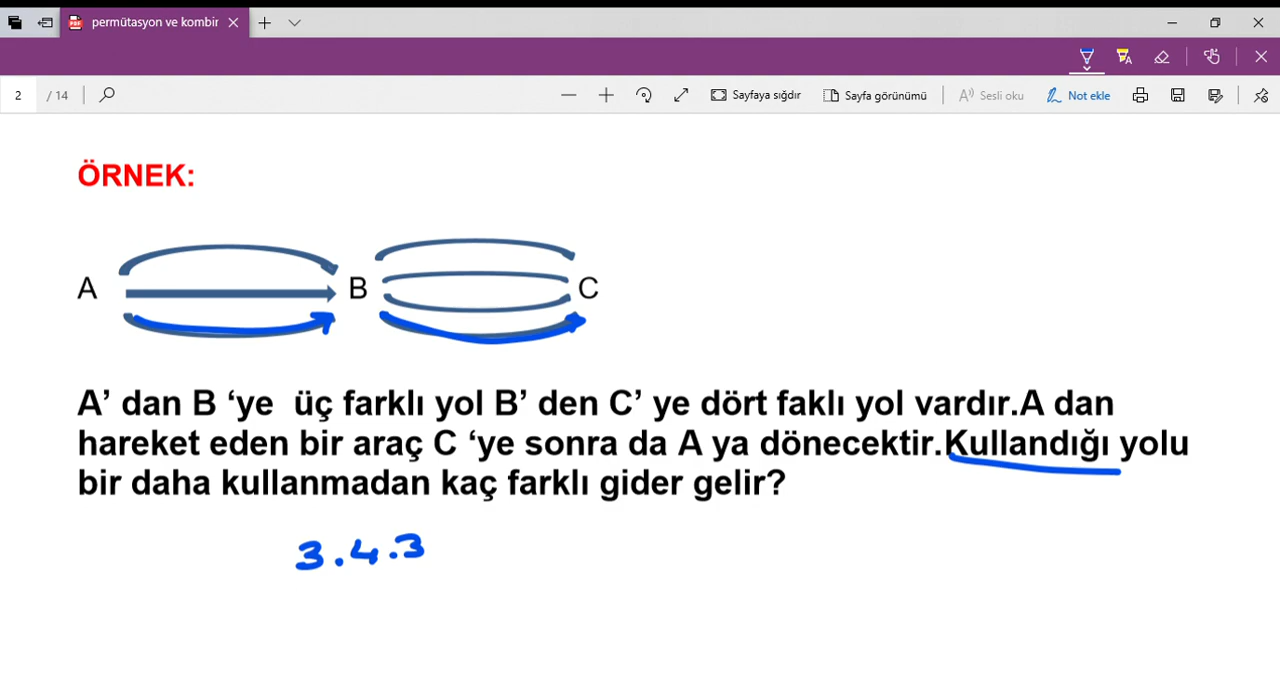 permütasyon ve kombir
2 / 14 Sayfaya sığdır Sayfa görünümü Sesli oku Not ekle
ÖRNEK:
A B C
A’ dan B ‘ye üç farklı yol B’ den C’ ye dört faklı yol vardır.A dan
hareket eden bir araç C ‘ye sonra da A ya dönecektir.Kullandığı yolu
bir daha kullanmadan kaç farklı gider gelir?
3.4.3